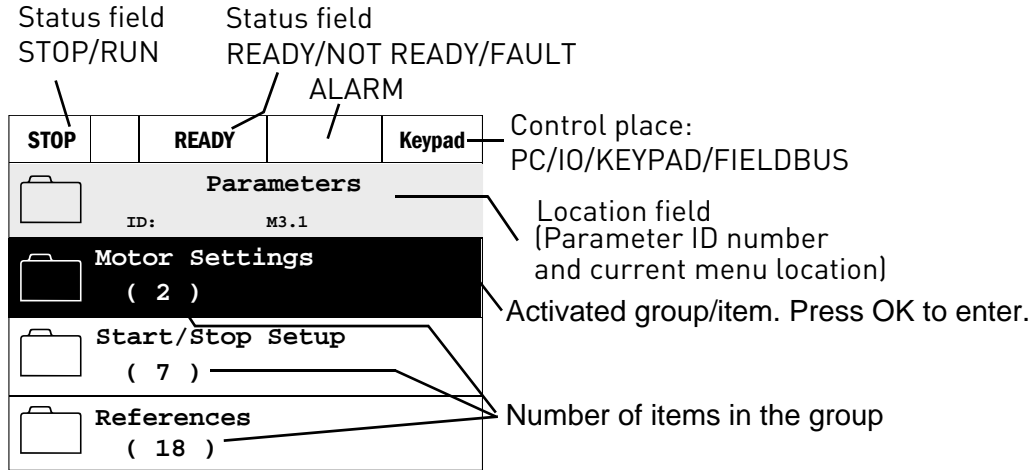 Status field
STOP/RUN
Status field
READY/NOT READY/FAULT
ALARM
STOP
READY
Keypad
Control place:
PC/IO/KEYPAD/FIELDBUS
Parameters
ID: M3.1
Location field
(Parameter ID number
and current menu location)
Motor Settings
( 2 )
Activated group/item. Press OK to enter.
Start/Stop Setup
( 7 )
Number of items in the group
References
( 18 )